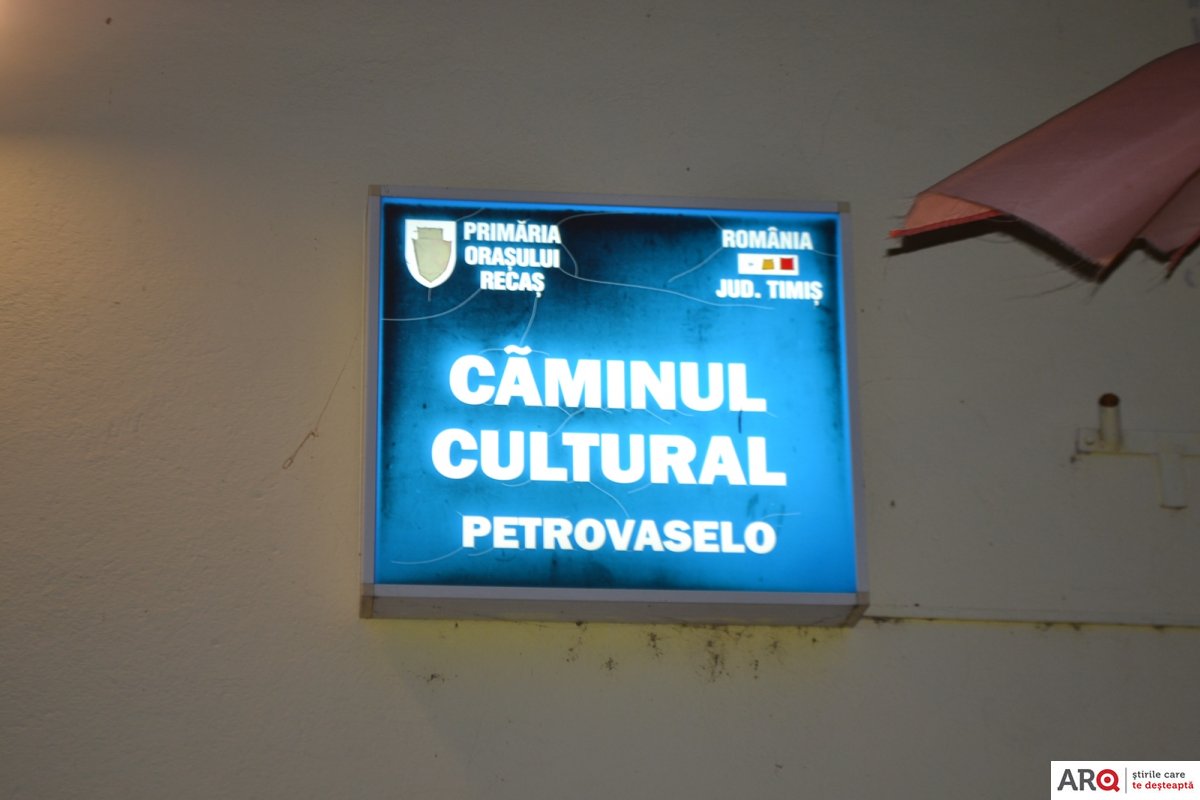 PRIMĂRIA
ORAȘULUI
RECAȘ
ROMÂNIA
JUD. TIMIȘ
CÃMINUL
CULTURAL
PETROVASELO
ARQ
știrile care
te deșteaptă